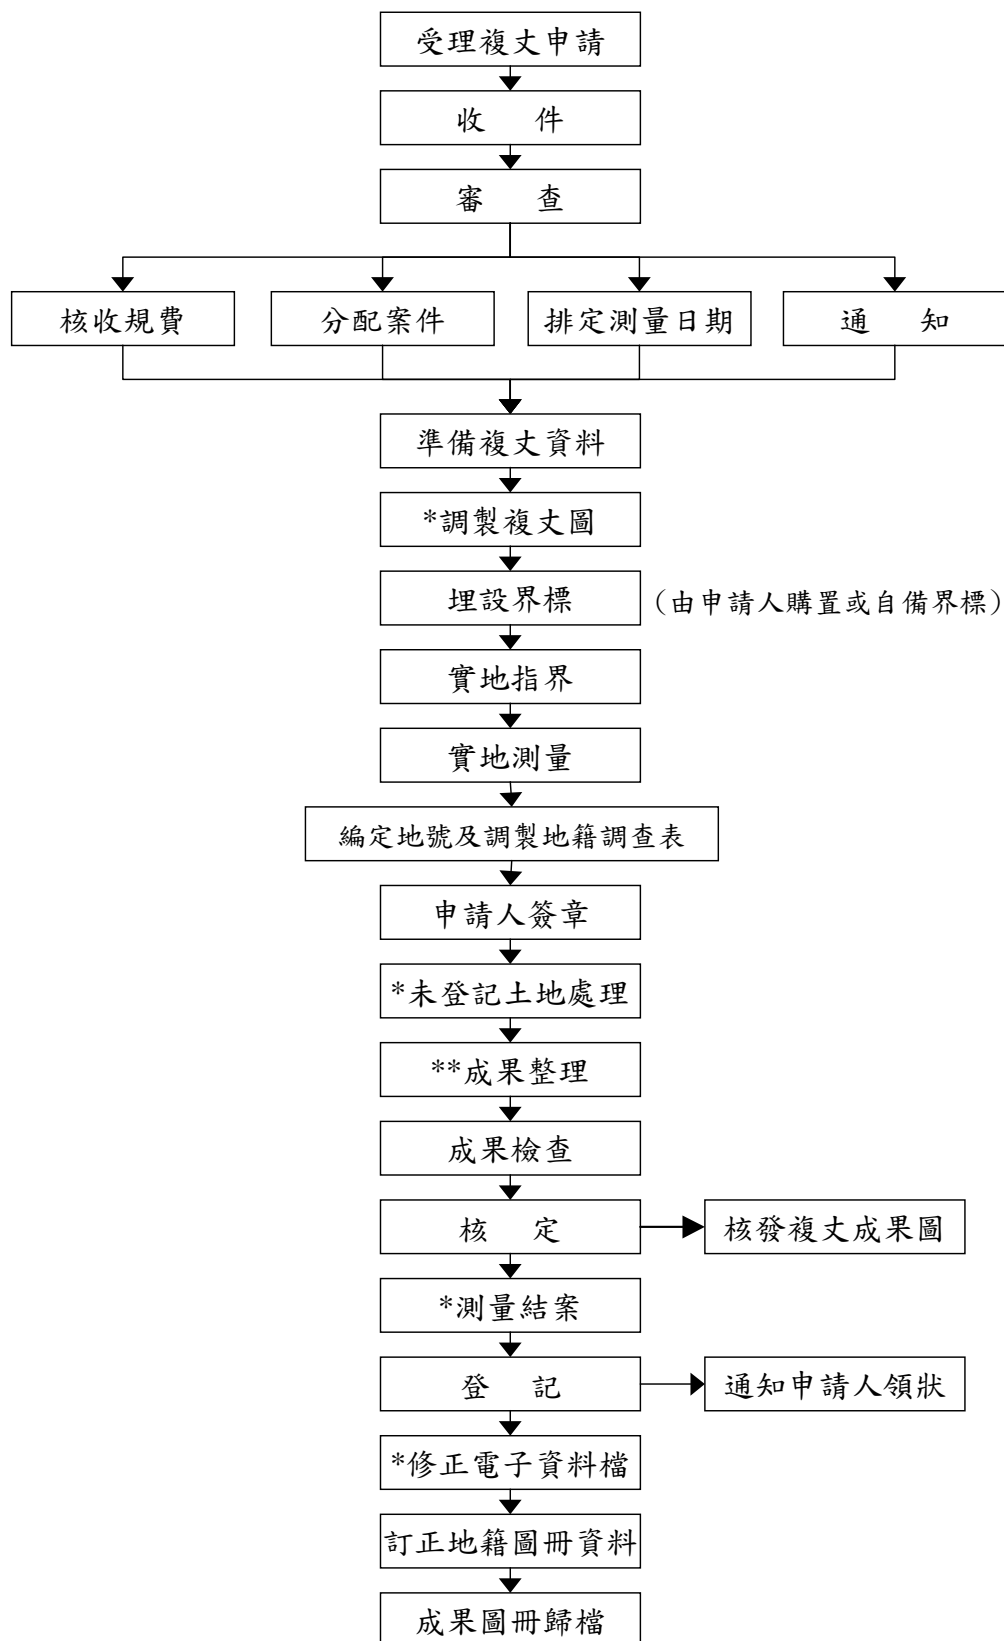 受理複丈申請
收 件
審 查
核收規費
分配案件
排定測量日期
通 知
準備複丈資料
*調製複丈圖
埋設界標
（由申請人購置或自備界標）
實地指界
實地測量
編定地號及調製地籍調查表
申請人簽章
*未登記土地處理
**成果整理
成果檢查
核 定
核發複丈成果圖
*測量結案
登 記
通知申請人領狀
*修正電子資料檔
訂正地籍圖冊資料
成果圖冊歸檔